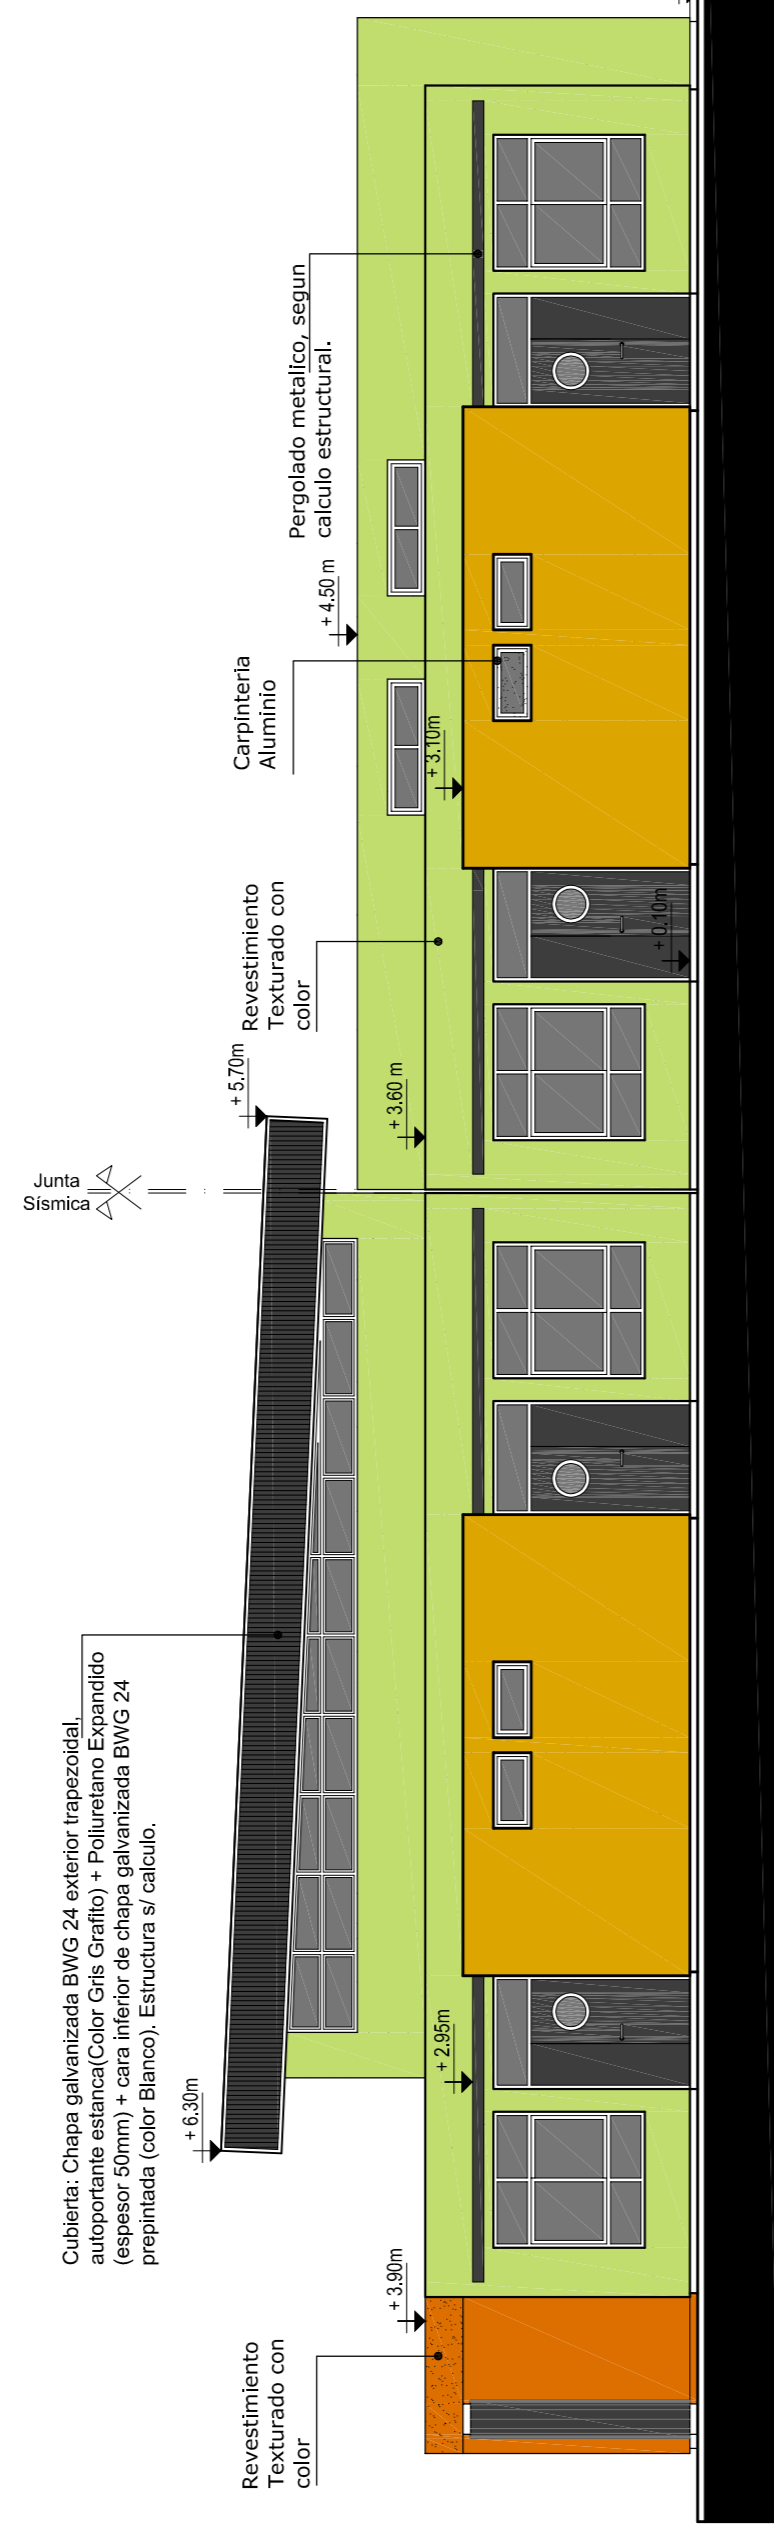 Revestimiento
Texturado con
color
+ 3.90m
Cubierta: Chapa galvanizada BWG 24 exterior trapezoidal,
autoportante estanca(Color Gris Grafito) + Poliuretano Expandido
(espesor 50mm) + cara inferior de chapa galvanizada BWG 24
prepintada (color Blanco). Estructura s/ calculo.
+ 6.30m
+ 2.95m
Junta
Sísmica
+ 5.70m
+ 3.60 m
Revestimiento
Texturado con
color
+ 0.10m
Carpinteria
Aluminio
+ 3.10m
+ 4.50 m
Pergolado metalico, segun
calculo estructural.